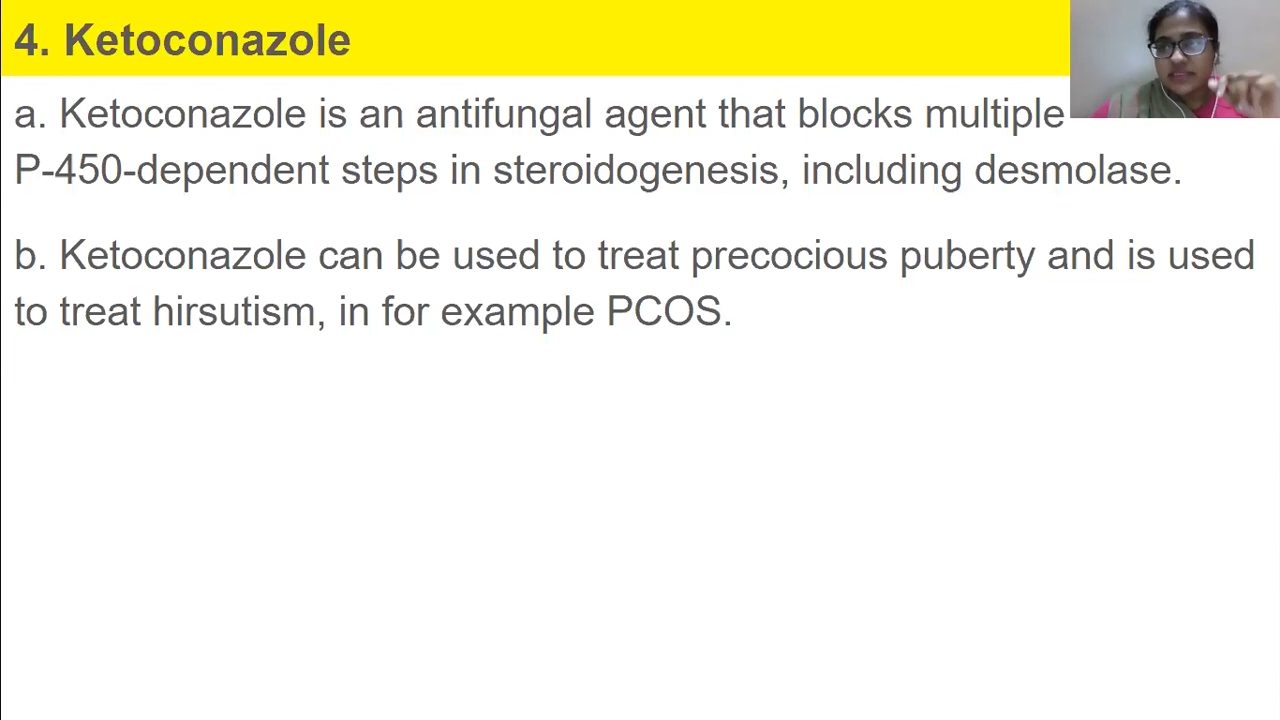 4. Ketoconazole
a. Ketoconazole is an antifungal agent that blocks multiple
P-450-dependent steps in steroidogenesis, including desmolase.
b. Ketoconazole can be used to treat precocious puberty and is used
to treat hirsutism, in for example PCOS.